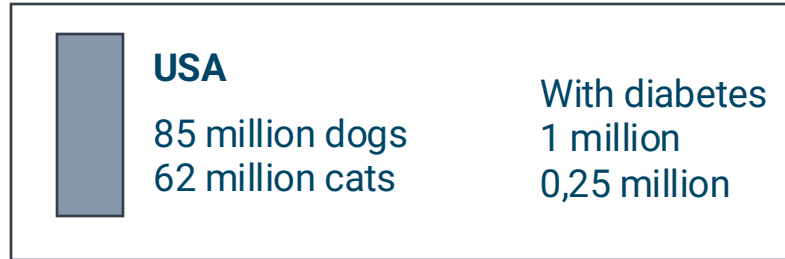 USA
85 million dogs
62 million cats
With diabetes
1 million
0,25 million